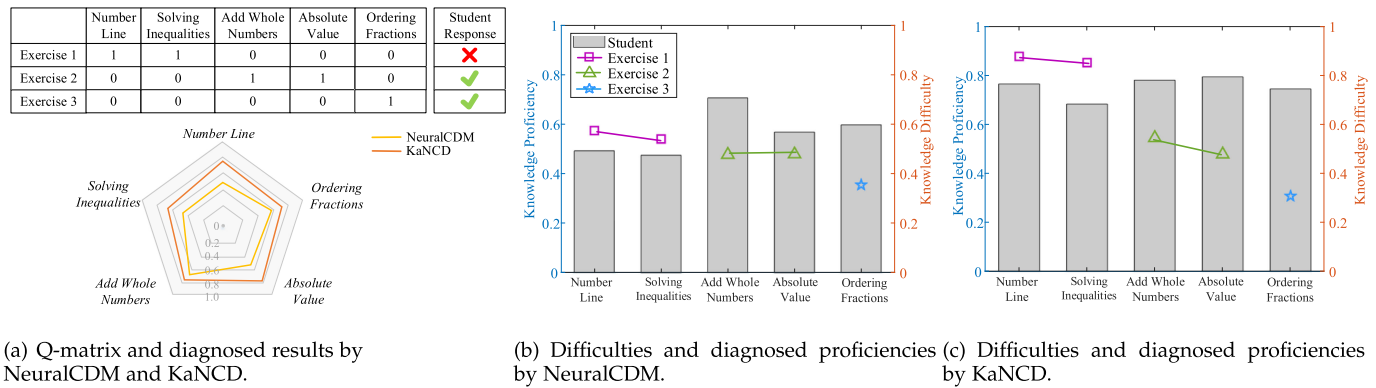 Number Line
Solving Inequalities
Add Whole Numbers
Absolute Value
Ordering Fractions
Student Response
Exercise 1 1 1 0 0 0
Exercise 2 0 0 1 1 0
Exercise 3 0 0 0 0 1
Number Line
NeuralCDM
KaNCD
Solving
Inequalities
Ordering
Fractions
0
0.2
0.4
0.6
0.8
1.0
Add Whole
Numbers
Absolute
Value
(a) Q-matrix and diagnosed results by
NeuralCDM and KaNCD.
1
0.8
0.6
0.4
0.2
0
Knowledge Proficiency
Student
Exercise 1
Exercise 2
Exercise 3
1
0.8
0.6
0.4
0.2
0
Knowledge Difficulty
Number
Line
Solving
Inequalities
Add Whole
Numbers
Absolute
Value
Ordering
Fractions
(b) Difficulties and diagnosed proficiencies
by NeuralCDM.
1
0.8
0.6
0.4
0.2
0
Knowledge Proficiency
1
0.8
0.6
0.4
0.2
0
Knowledge Difficulty
Number
Line
Solving
Inequalities
Add Whole
Numbers
Absolute
Value
Ordering
Fractions
(c) Difficulties and diagnosed proficiencies
by KaNCD.